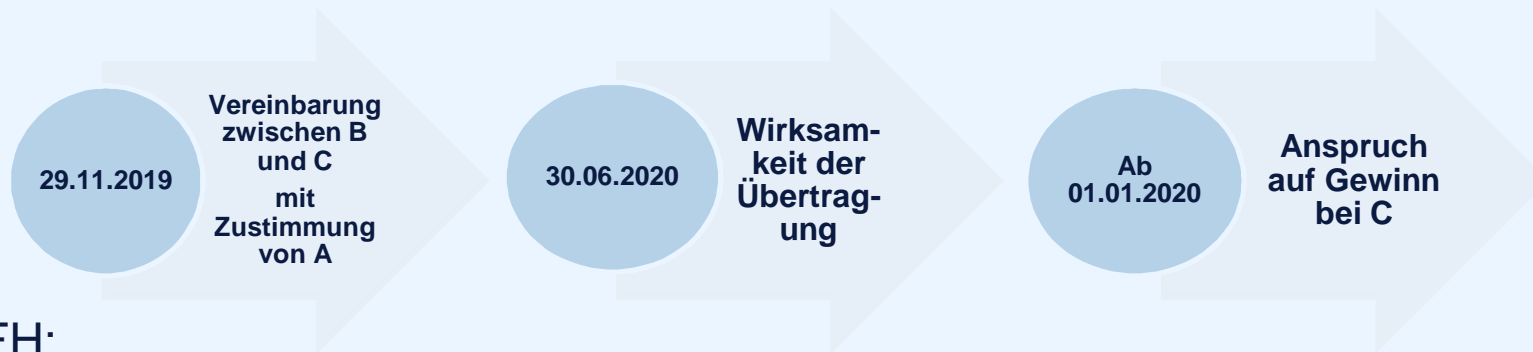 29.11.2019
Vereinbarung
zwischen B
und C
mit
Zustimmung
von A
30.06.2020
Wirksam-
keit der
Übertrag-
ung
Ab
01.01.2020
Anspruch
auf Gewinn
bei C